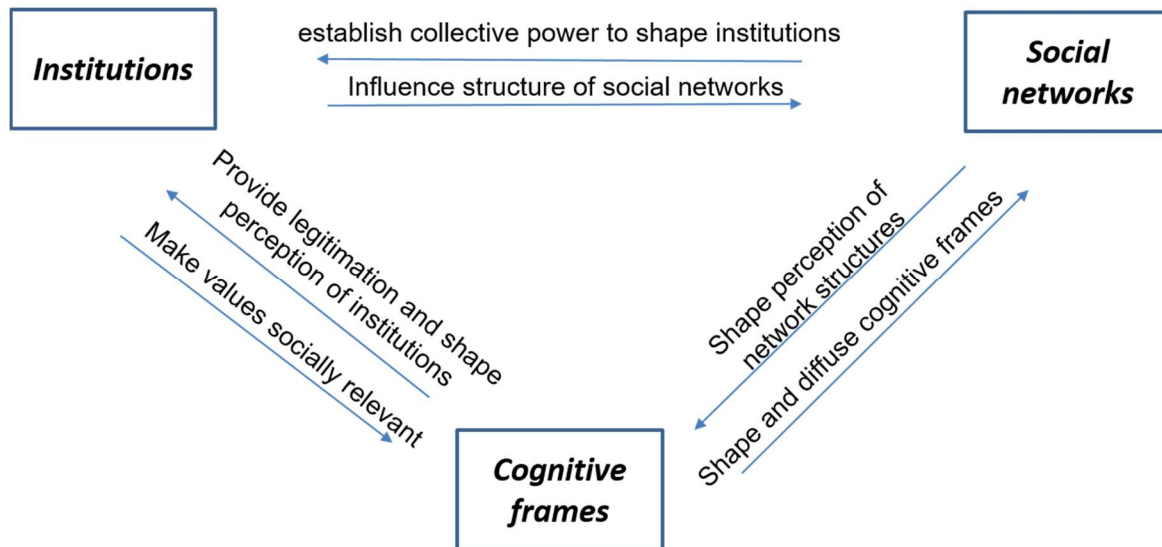 Institutions
establish collective power to shape institutions
Influence structure of social networks
Social
networks
Provide legitimation and shape
perception of institutions
Make values socially relevant
Shape perception of
network structures
Shape and diffuse cognitive frames
Cognitive
frames